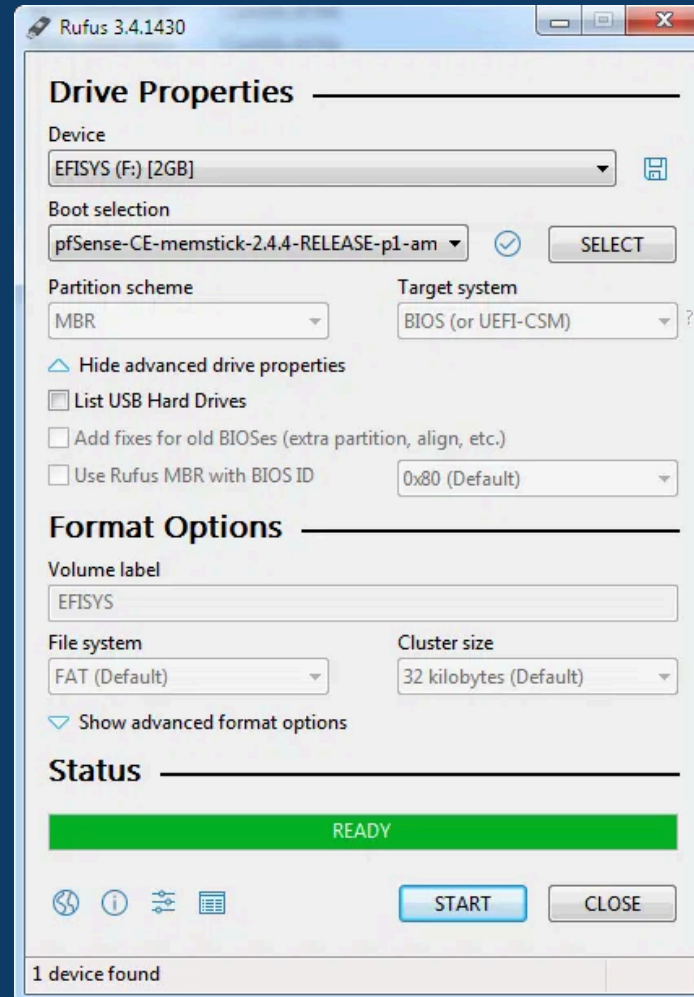 Rufus 3.4.1430
Drive Properties
Device
EFISYS (F:) [2GB]
Boot selection
pfSense-CE-memstick-2.4.4-RELEASE-p1-am
SELECT
Partition scheme
Target system
MBR
BIOS (or UEFI-CSM)
?
Hide advanced drive properties
List USB Hard Drives
Add fixes for old BIOSes (extra partition, align, etc.)
Use Rufus MBR with BIOS ID
0x80 (Default)
Format Options
Volume label
EFISYS
File system
Cluster size
FAT (Default)
32 kilobytes (Default)
Show advanced format options
Status
READY
START
CLOSE
1 device found